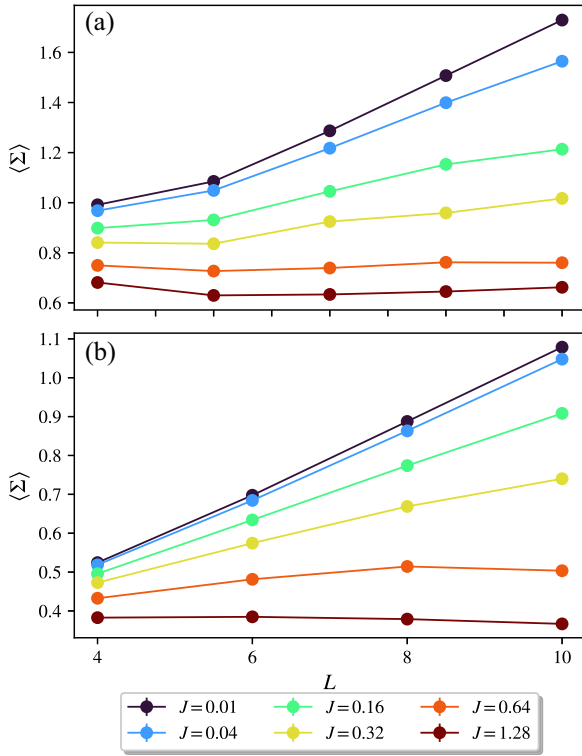 (a)
1.6
1.4
1.2
1.0
0.8
0.6
⟨Σ⟩
(b)
1.1
1.0
0.9
0.8
0.7
0.6
0.5
0.4
⟨Σ⟩
4 6 8 10
L
J = 0.01 J = 0.16 J = 0.64
J = 0.04 J = 0.32 J = 1.28